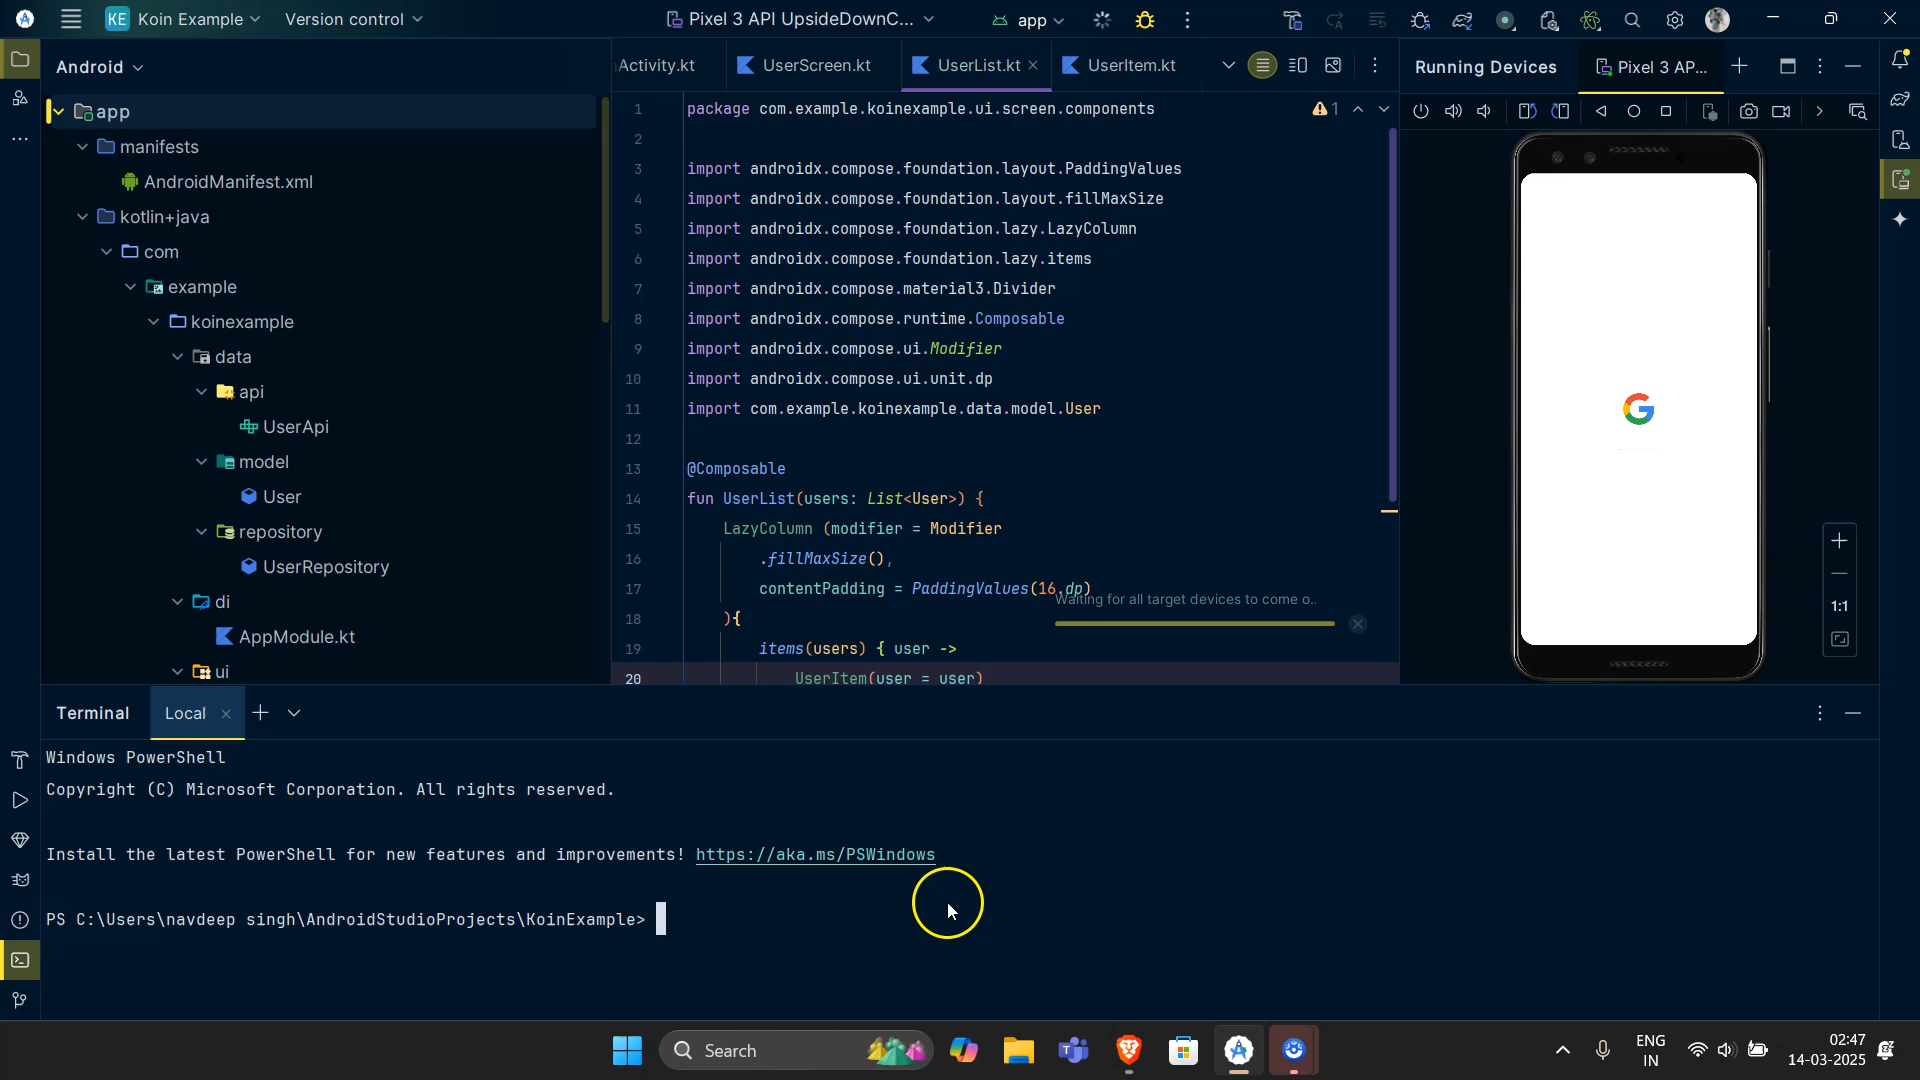 KE Koin Example
Version control
Pixel 3 API UpsideDownC...
app
Android
Activity.kt
UserScreen.kt
UserList.kt
UserItem.kt
Running Devices
Pixel 3 AP...
app
manifests
AndroidManifest.xml
kotlin+java
com
example
koinexample
data
api
UserApi
model
User
repository
UserRepository
di
AppModule.kt
ui
1 package com.example.koinexample.ui.screen.components
1
2
3 import androidx.compose.foundation.layout.PaddingValues
4 import androidx.compose.foundation.layout.fillMaxSize
5 import androidx.compose.foundation.lazy.LazyColumn
6 import androidx.compose.foundation.lazy.items
7 import androidx.compose.material3.Divider
8 import androidx.compose.runtime.Composable
9 import androidx.compose.ui.Modifier
10 import androidx.compose.ui.unit.dp
11 import com.example.koinexample.data.model.User
12
13 @Composable
14 fun UserList(users: List<User>) {
15 LazyColumn (modifier = Modifier
16 .fillMaxSize(),
17 contentPadding = PaddingValues(16.dp)
18 ){
19 items(users) { user ->
20 UserItem(user = user)
Waiting for all target devices to come o..
G
1:1
Terminal
Local
Windows PowerShell
Copyright (C) Microsoft Corporation. All rights reserved.
Install the latest PowerShell for new features and improvements! https://aka.ms/PSWindows
PS C:\Users\navdeep singh\AndroidStudioProjects\KoinExample>
Search
ENG
IN
02:47
14-03-2025